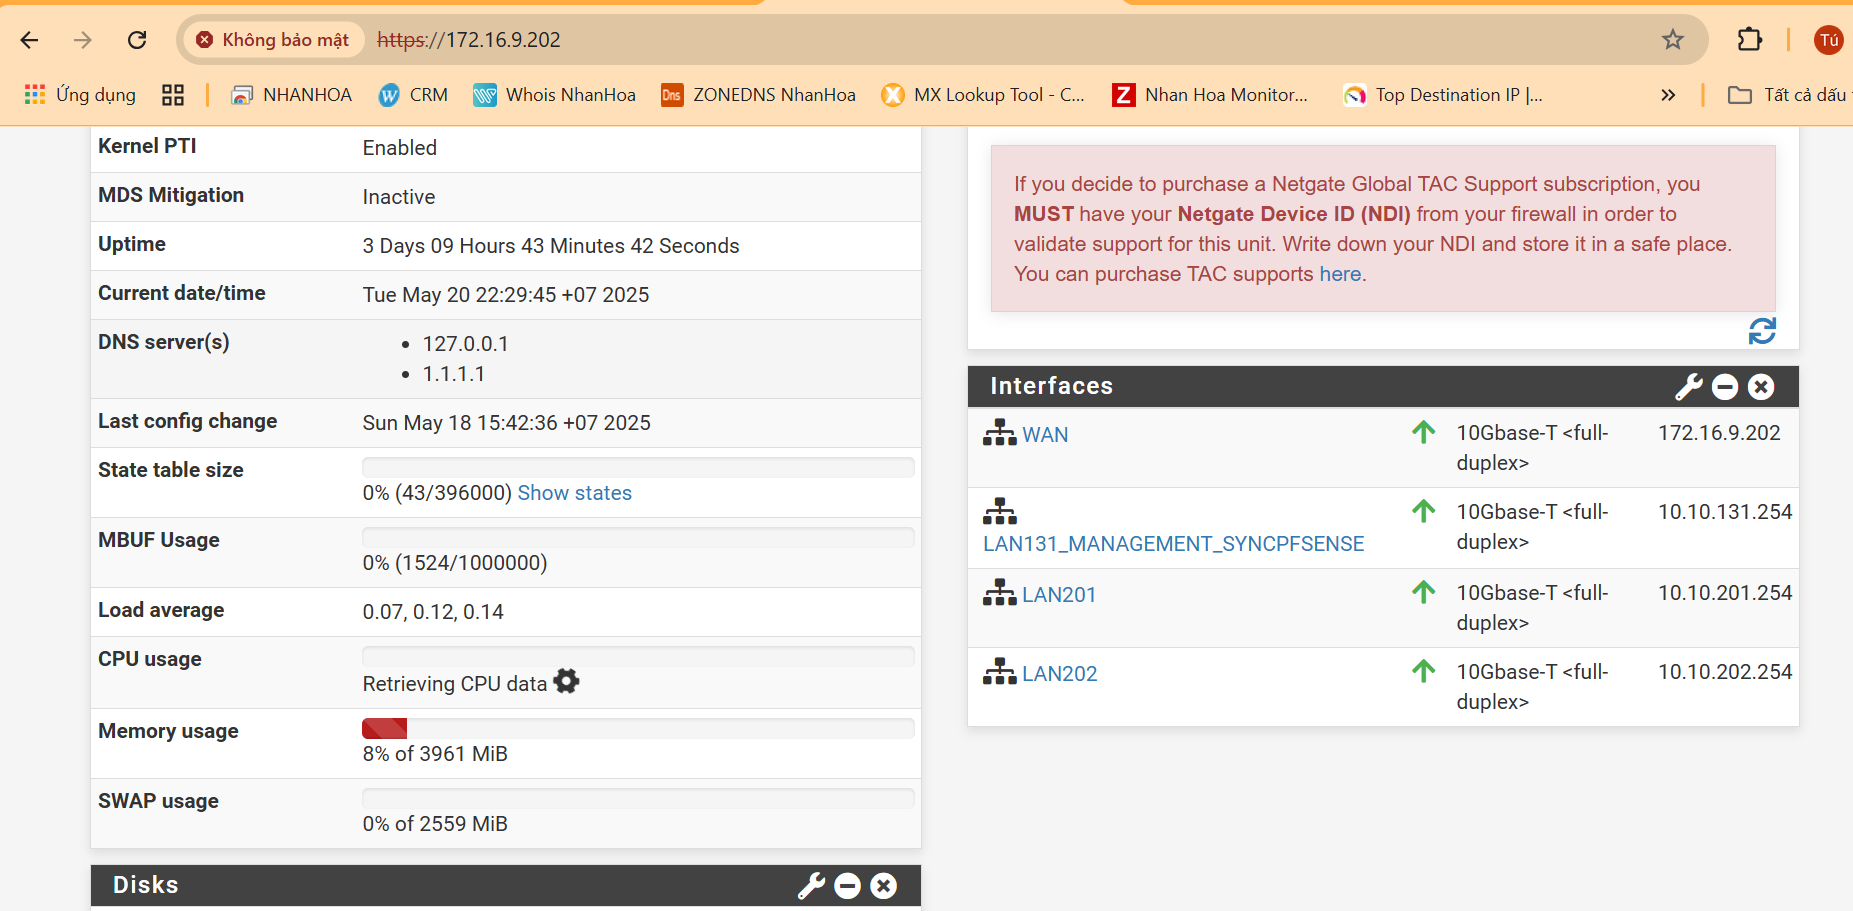 Không bảo mật
https://172.16.9.202
Tú
Ứng dụng
NHANHOA
CRM
Whois NhanHoa
Dns
ZONEDNS NhanHoa
MX Lookup Tool - C...
Z
Nhan Hoa Monitor...
Top Destination IP |...
»
Tất cả dấu
Kernel PTI
Enabled
MDS Mitigation
Inactive
Uptime
3 Days 09 Hours 43 Minutes 42 Seconds
Current date/time
Tue May 20 22:29:45 +07 2025
DNS server(s)
• 127.0.0.1
• 1.1.1.1
Last config change
Sun May 18 15:42:36 +07 2025
State table size
0% (43/396000) Show states
MBUF Usage
0% (1524/1000000)
Load average
0.07, 0.12, 0.14
CPU usage
Retrieving CPU data
Memory usage
8% of 3961 MiB
SWAP usage
0% of 2559 MiB
Disks
If you decide to purchase a Netgate Global TAC Support subscription, you
MUST have your Netgate Device ID (NDI) from your firewall in order to
validate support for this unit. Write down your NDI and store it in a safe place.
You can purchase TAC supports here.
Interfaces
WAN
10Gbase-T <full-
duplex>
172.16.9.202
LAN131_MANAGEMENT_SYNCPFSENSE
10Gbase-T <full-
duplex>
10.10.131.254
LAN201
10Gbase-T <full-
duplex>
10.10.201.254
LAN202
10Gbase-T <full-
duplex>
10.10.202.254